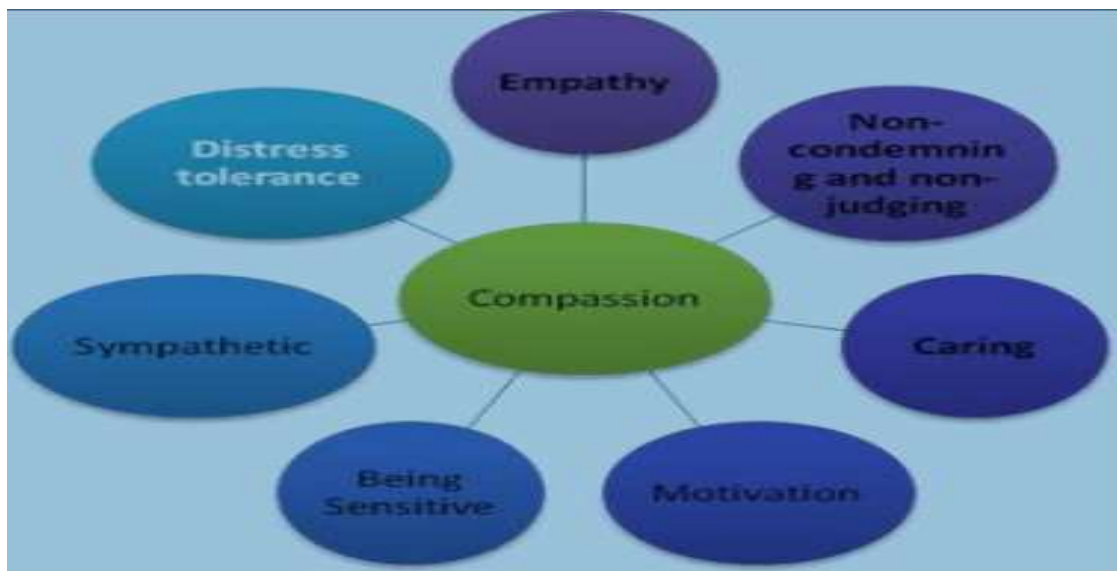 Empathy
Non-
condemnin
g and non-
judging
Distress
tolerance
Compassion
Sympathetic
Caring
Being
Sensitive
Motivation